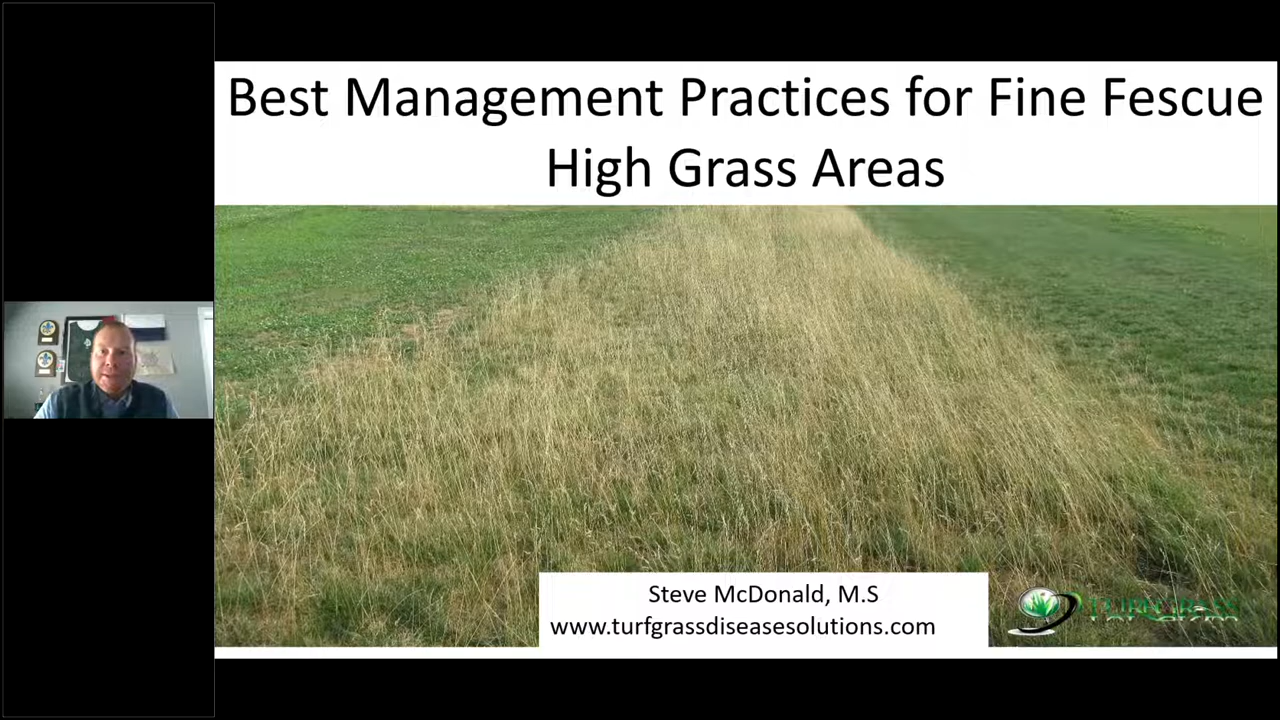 Best Management Practices for Fine Fescue
High Grass Areas
Steve McDonald, M.S
www.turfgrassdiseasesolutions.com